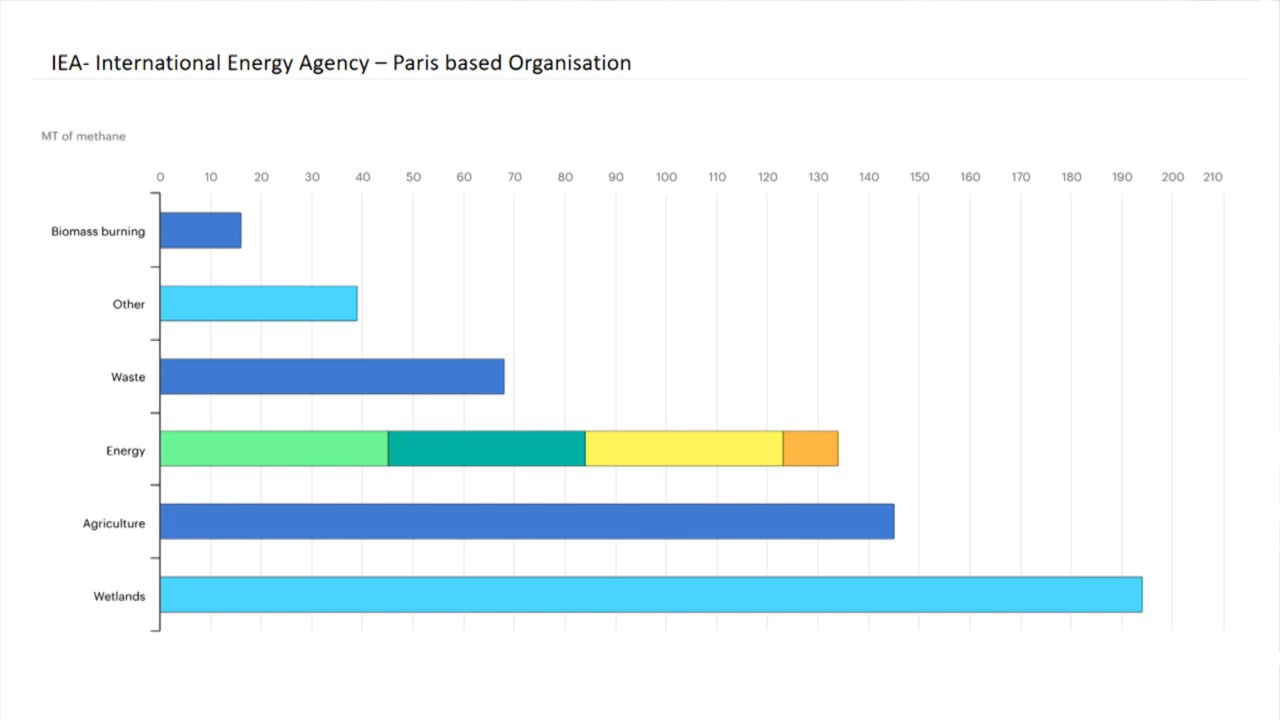 IEA- International Energy Agency – Paris based Organisation
MT of methane
0 10 20 30 40 50 60 70 80 90 100 110 120 130 140 150 160 170 180 190 200 210
Biomass burning
Other
Waste
Energy
Agriculture
Wetlands